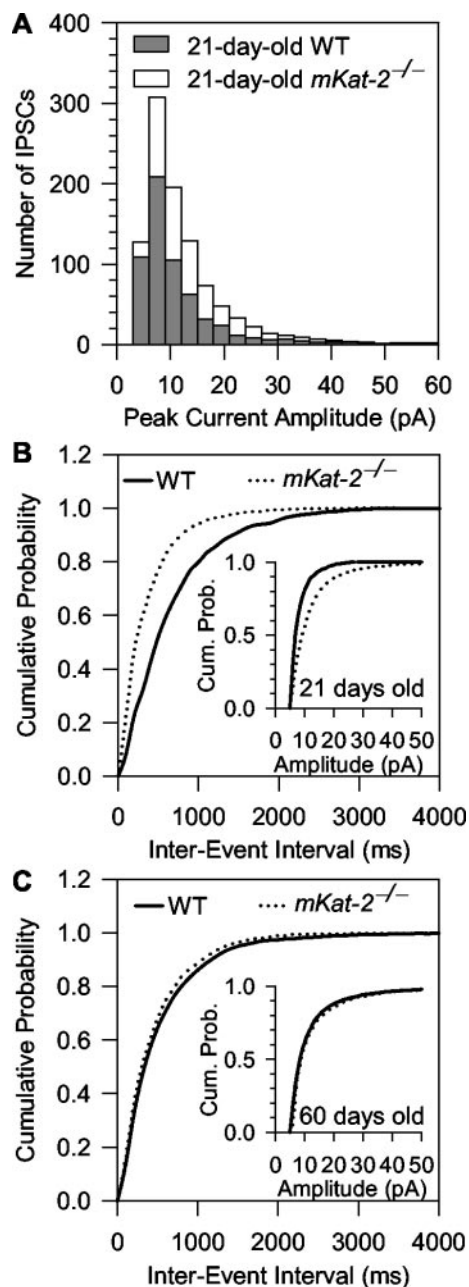 A
400
21-day-old WT
21-day-old mKat-2⁻/⁻
300
200
100
0
Number of IPSCs
0 10 20 30 40 50 60
Peak Current Amplitude (pA)
B
1.2
WT mKat-2⁻/⁻
1.0
0.8
0.6
0.4
0.2
0.0
Cumulative Probability
1.0
0.5
0.0
Cum. Prob.
21 days old
0 10 20 30 40 50
Amplitude (pA)
0 1000 2000 3000 4000
Inter-Event Interval (ms)
C
1.2
WT mKat-2⁻/⁻
1.0
0.8
0.6
0.4
0.2
0.0
Cumulative Probability
1.0
0.5
0.0
Cum. Prob.
60 days old
0 10 20 30 40 50
Amplitude (pA)
0 1000 2000 3000 4000
Inter-Event Interval (ms)